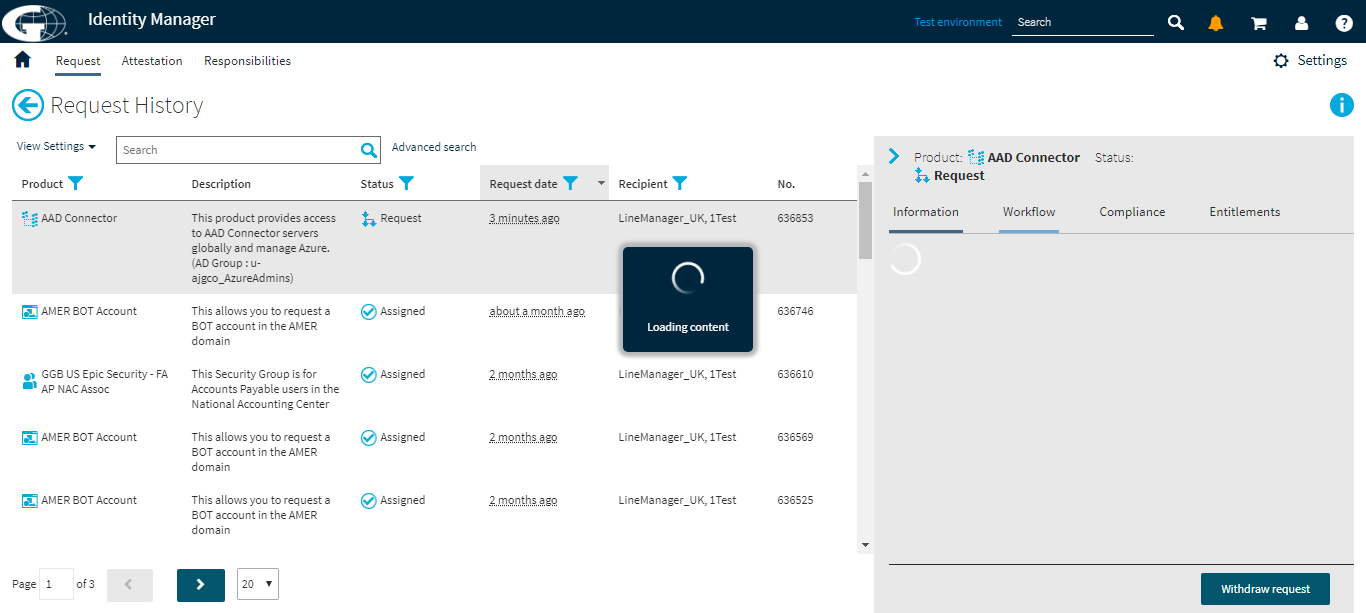 Identity Manager
Test environment
Search
Request
Attestation
Responsibilities
Settings
Request History
View Settings
Search
Advanced search
Product
Description
Status
Request date
Recipient
No.
AAD Connector
This product provides access
to AAD Connector servers
globally and manage Azure.
(AD Group : u-
ajgco_AzureAdmins)
Request
3 minutes ago
LineManager_UK, 1Test
636853
AMER BOT Account
This allows you to request a
BOT account in the AMER
domain
Assigned
about a month ago
636746
GGB US Epic Security - FA
AP NAC Assoc
This Security Group is for
Accounts Payable users in the
National Accounting Center
Assigned
2 months ago
LineManager_UK, 1Test
636610
AMER BOT Account
This allows you to request a
BOT account in the AMER
domain
Assigned
2 months ago
LineManager_UK, 1Test
636569
AMER BOT Account
This allows you to request a
BOT account in the AMER
domain
Assigned
2 months ago
LineManager_UK, 1Test
636525
Loading content
Page 1 of 3
20
Product: AAD Connector Status:
Request
Information
Workflow
Compliance
Entitlements
Withdraw request